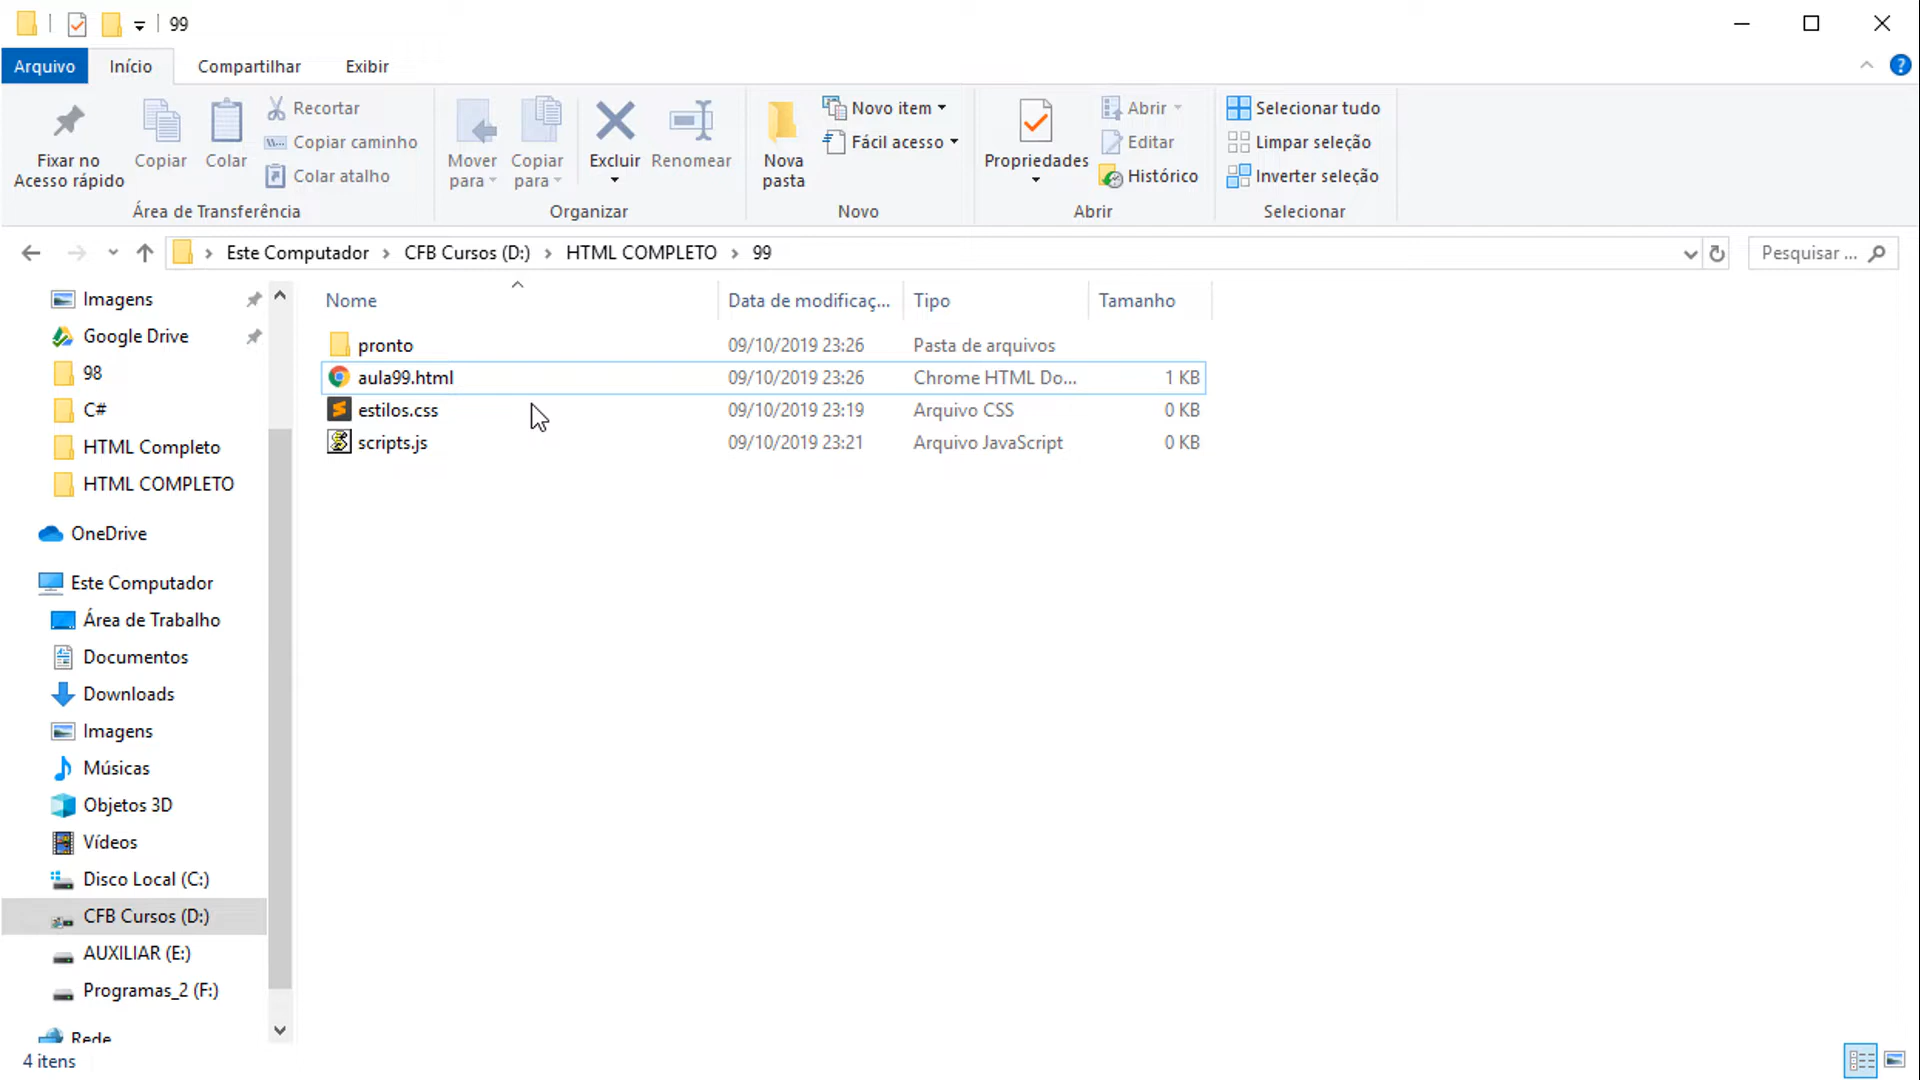 99
Arquivo Início Compartilhar Exibir
Fixar no
Acesso rápido
Copiar
Colar
Recortar
Copiar caminho
Colar atalho
Área de Transferência
Mover
para
Copiar
para
Excluir
Renomear
Organizar
Nova
pasta
Novo item
Fácil acesso
Novo
Propriedades
Abrir
Editar
Histórico
Abrir
Selecionar tudo
Limpar seleção
Inverter seleção
Selecionar
Este Computador CFB Cursos (D:) HTML COMPLETO 99
Pesquisar ...
Imagens
Google Drive
98
C#
HTML Completo
HTML COMPLETO
OneDrive
Este Computador
Área de Trabalho
Documentos
Downloads
Imagens
Músicas
Objetos 3D
Vídeos
Disco Local (C:)
CFB Cursos (D:)
AUXILIAR (E:)
Programas_2 (F:)
Rede
Nome Data de modificaç... Tipo Tamanho
pronto 09/10/2019 23:26 Pasta de arquivos
aula99.html 09/10/2019 23:26 Chrome HTML Do... 1 KB
estilos.css 09/10/2019 23:19 Arquivo CSS 0 KB
scripts.js 09/10/2019 23:21 Arquivo JavaScript 0 KB
4 itens